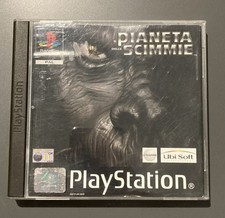 PlayStation
PIANETA
DELLE
SCIMMIE
Ubi Soft
PlayStation®